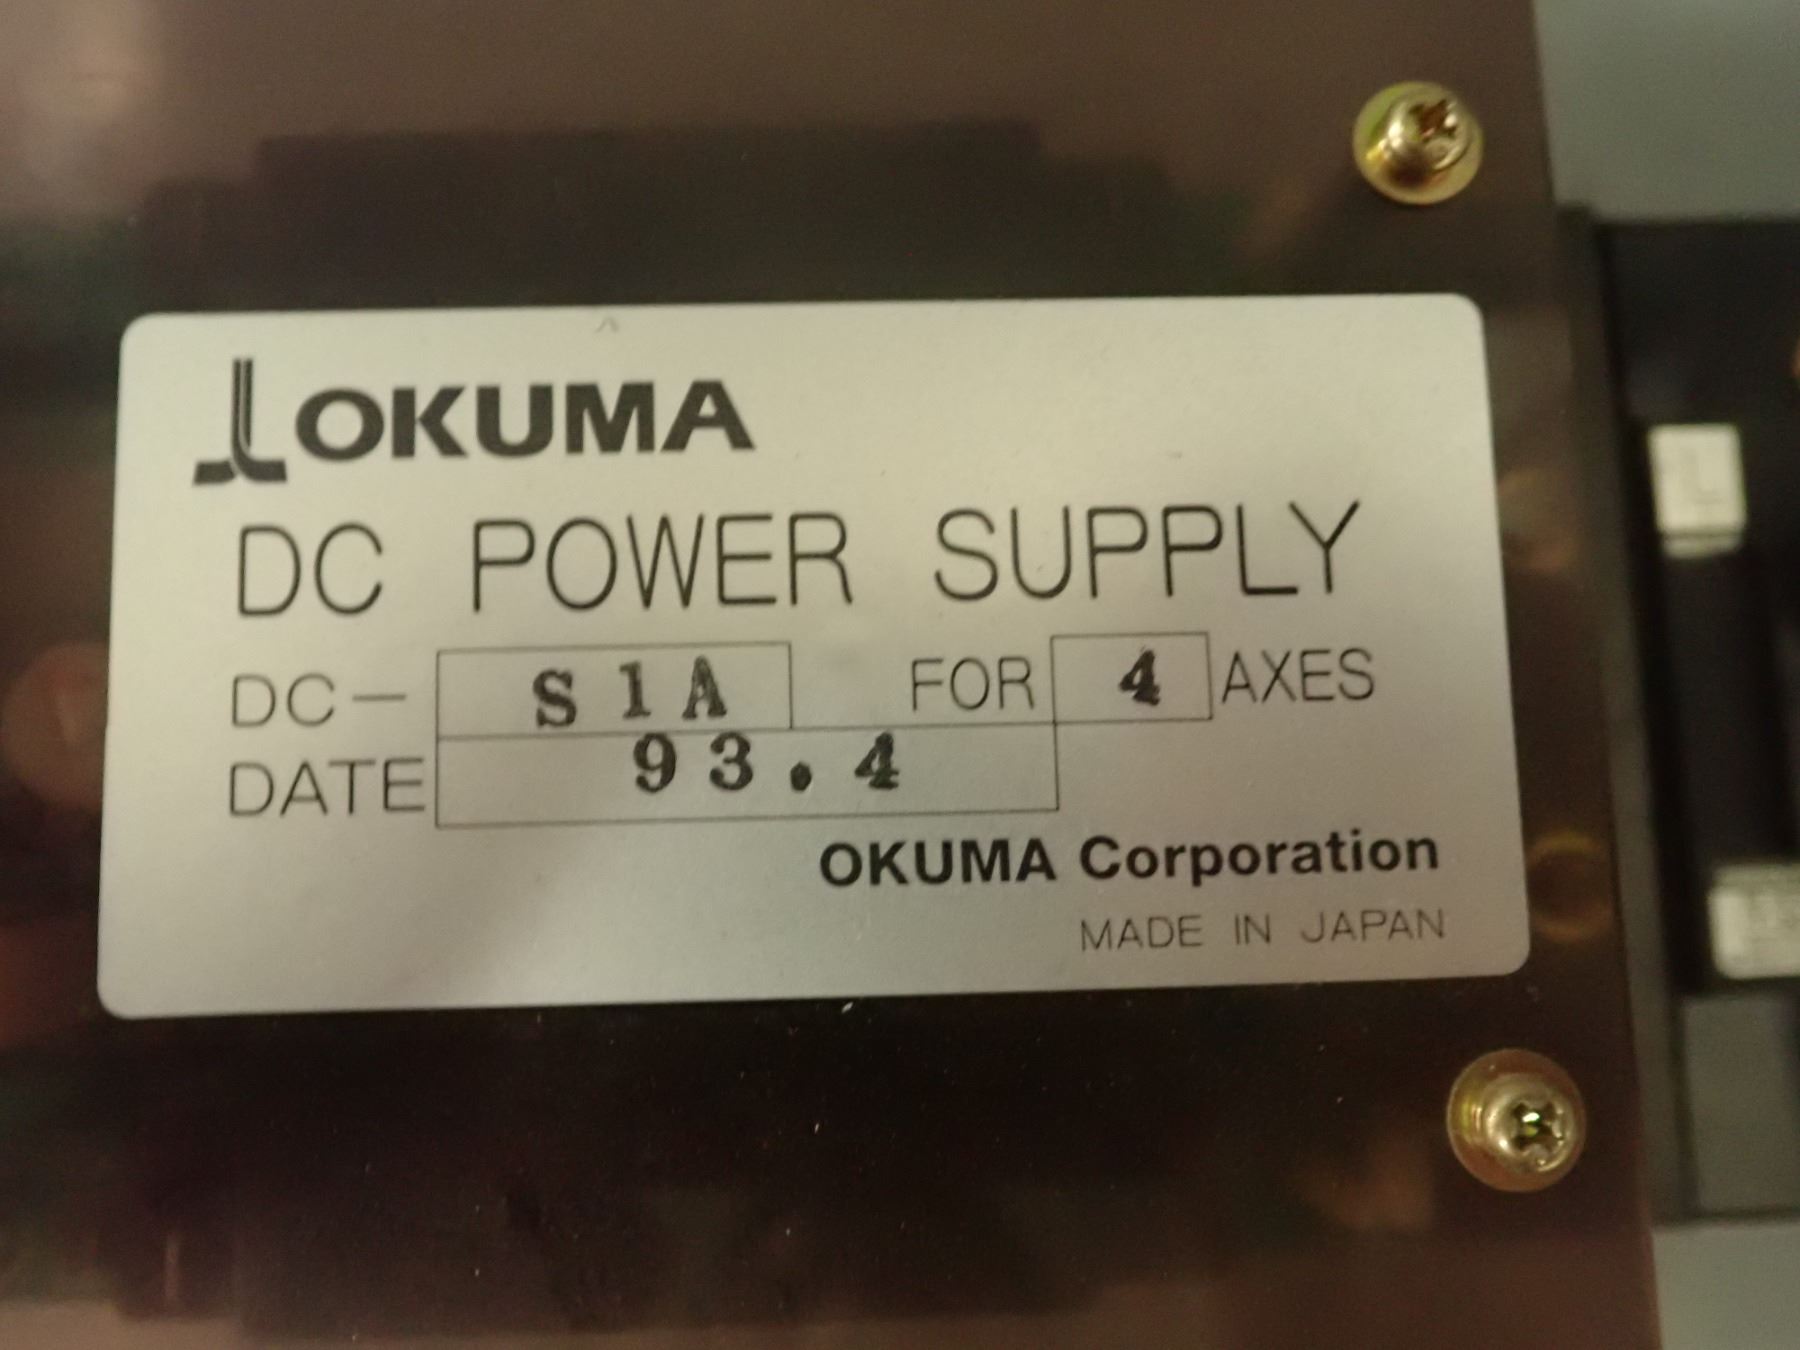 OKUMA
DC POWER SUPPLY
DC- S1A FOR 4 AXES
DATE 93.4
OKUMA Corporation
MADE IN JAPAN